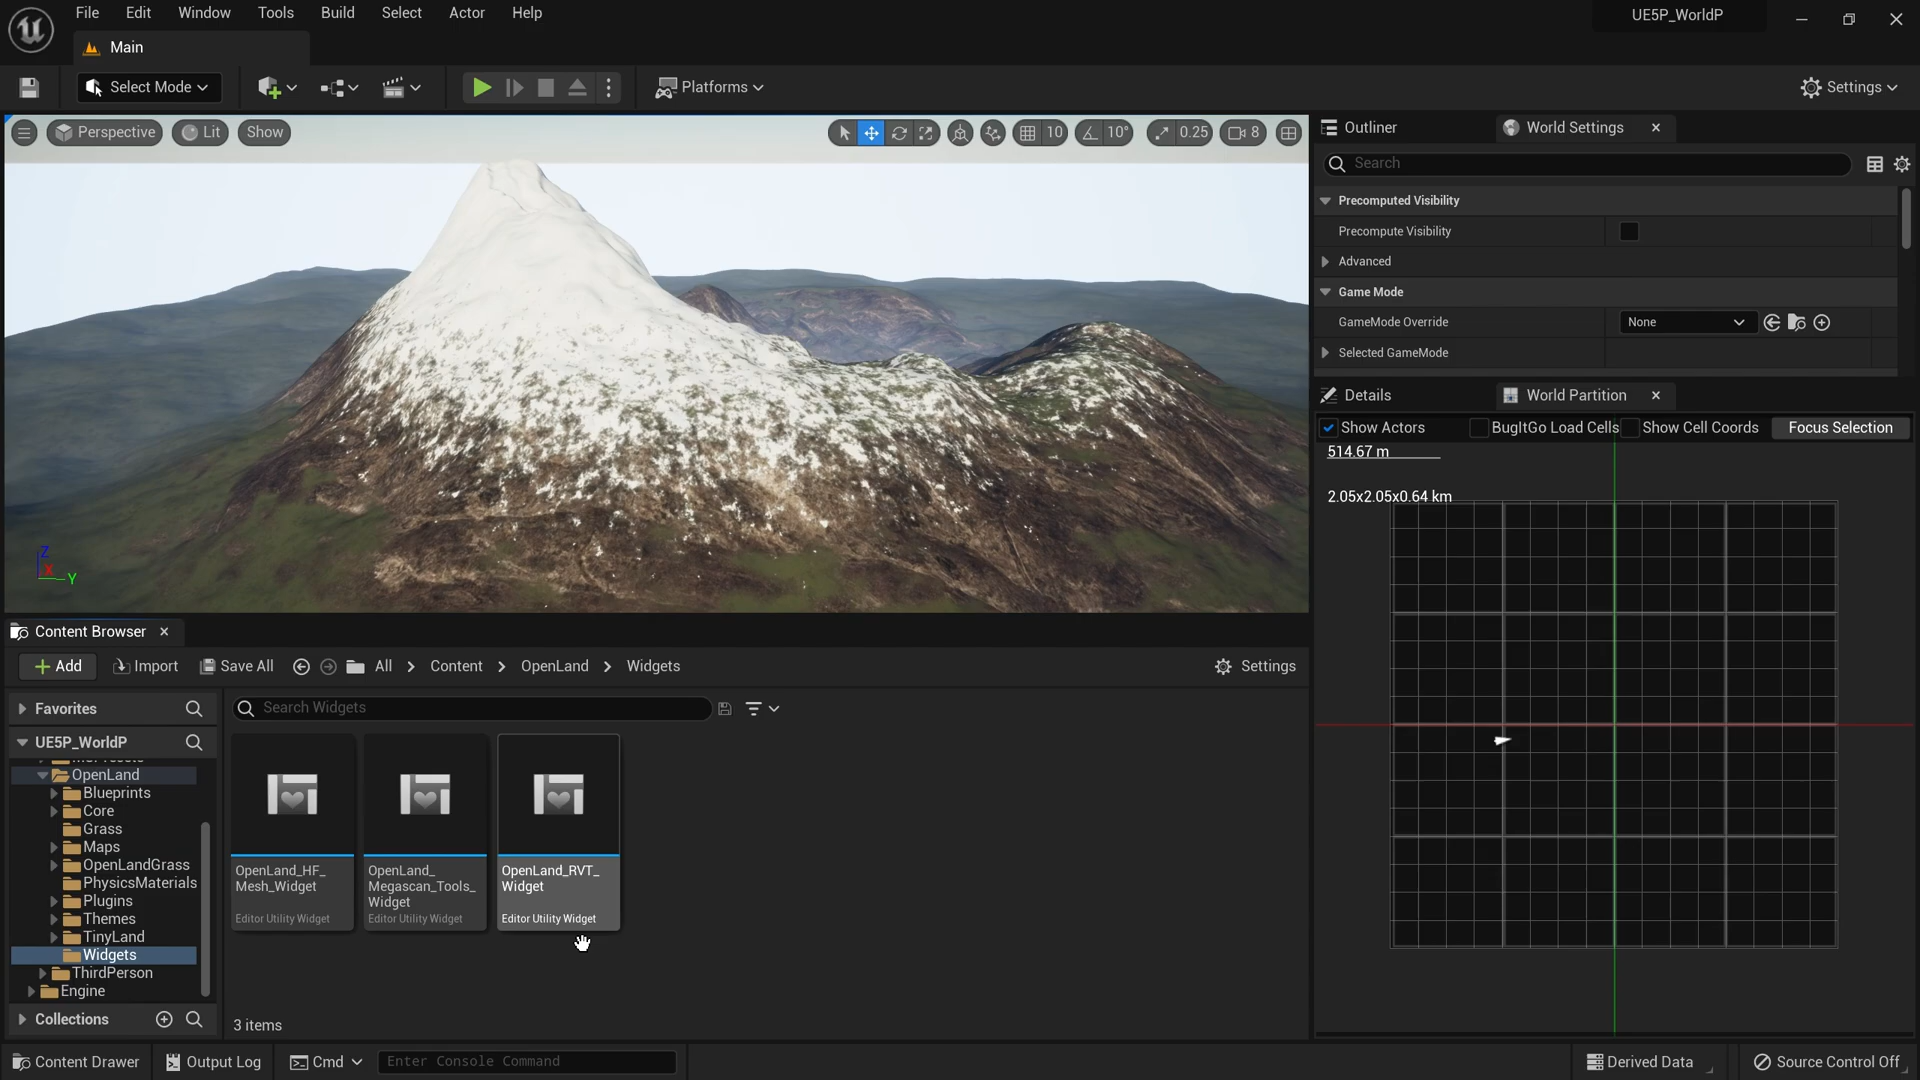 File Edit Window Tools Build Select Actor Help
UE5P_WorldP
Main
Select Mode
Platforms
Settings
Perspective
Lit
Show
10
10°
0.25
8
Outliner
World Settings
Search
Precomputed Visibility
Precompute Visibility
Advanced
Game Mode
GameMode Override
None
Selected GameMode
Details
World Partition
Show Actors
BugItGo Load Cells
Show Cell Coords
Focus Selection
514.67 m
2.05x2.05x0.64 km
Z
X
Y
Content Browser
Add
Import
Save All
All > Content > OpenLand > Widgets
Settings
Favorites
Search Widgets
UE5P_WorldP
OpenLand
Blueprints
Core
Grass
Maps
OpenLandGrass
PhysicsMaterials
Plugins
Themes
TinyLand
Widgets
ThirdPerson
Engine
Collections
OpenLand_HF_
Mesh_Widget
Editor Utility Widget
OpenLand_
Megascan_Tools_
Widget
Editor Utility Widget
OpenLand_RVT_
Widget
Editor Utility Widget
3 items
Content Drawer
Output Log
Cmd
Enter Console Command
Derived Data
Source Control Off